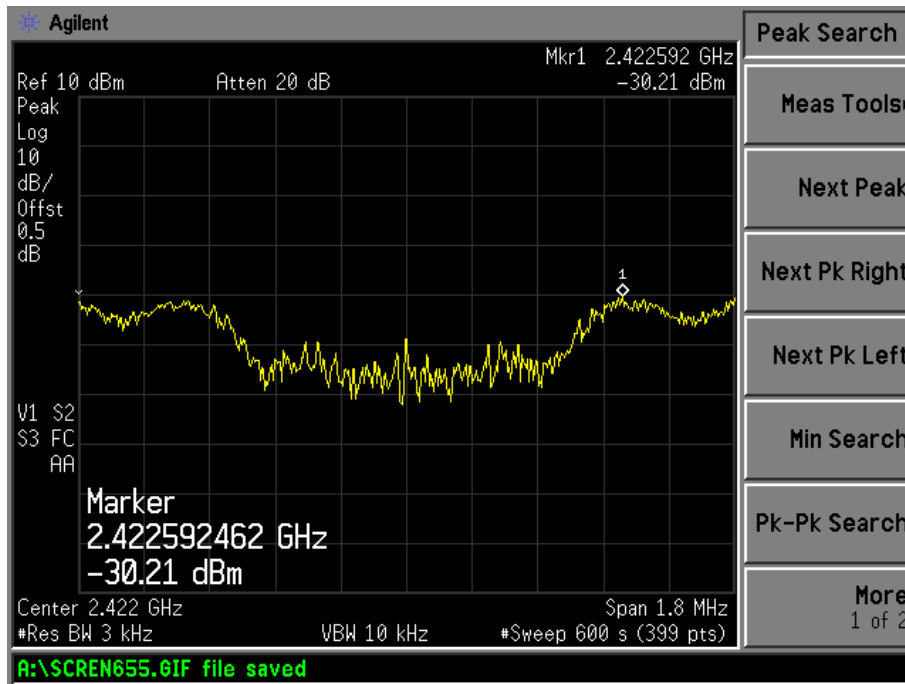 Agilent
Peak Search
Mkr1 2.422592 GHz
Ref 10 dBm Atten 20 dB -30.21 dBm
Peak
Log
10
dB/
Offst
0.5
dB
1
V1 S2
S3 FC
AA
Marker
2.422592462 GHz
-30.21 dBm
Center 2.422 GHz Span 1.8 MHz
#Res BW 3 kHz VBW 10 kHz #Sweep 600 s (399 pts)
A:\SCREN655.GIF file saved
Meas Tools
Next Peak
Next Pk Right
Next Pk Left
Min Search
Pk-Pk Search
More
1 of 2